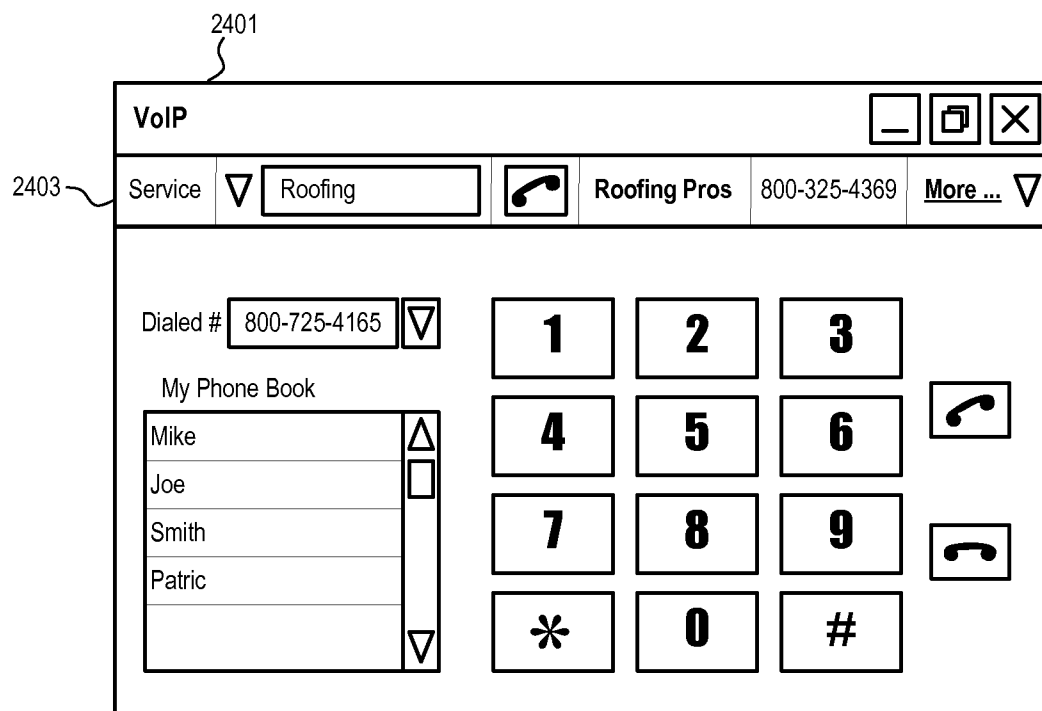 2401
VoIP
2403
Service Roofing Roofing Pros 800-325-4369 More ...
Dialed # 800-725-4165
My Phone Book
Mike
Joe
Smith
Patric
1 2 3
4 5 6
7 8 9
* 0 #